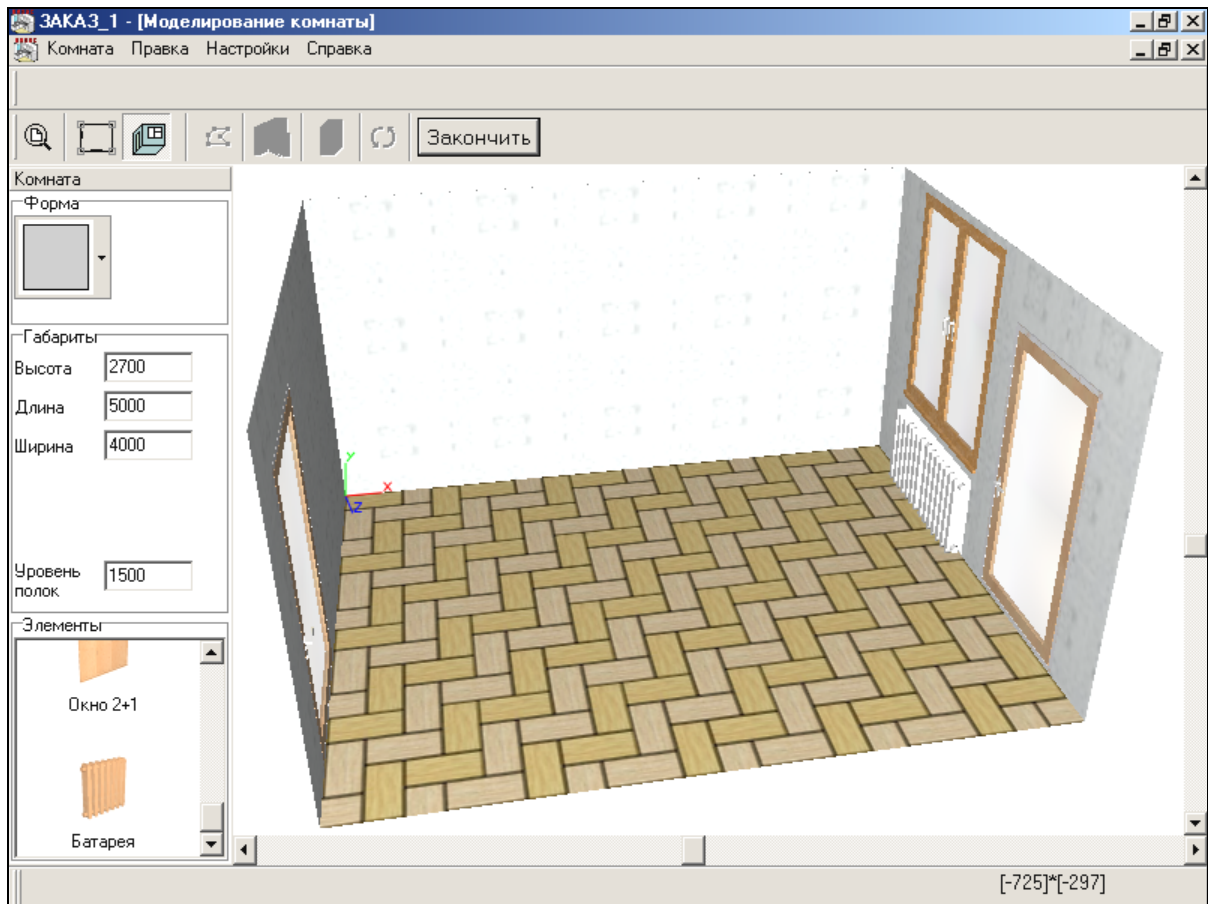 ЗАКАЗ_1 - [Моделирование комнаты]
Комната Правка Настройки Справка
Закончить
Комната
Форма
Габариты
Высота 2700
Длина 5000
Ширина 4000
Уровень полок 1500
Элементы
Окно 2+1
Батарея
Y
X
Z
[-725]*[-297]